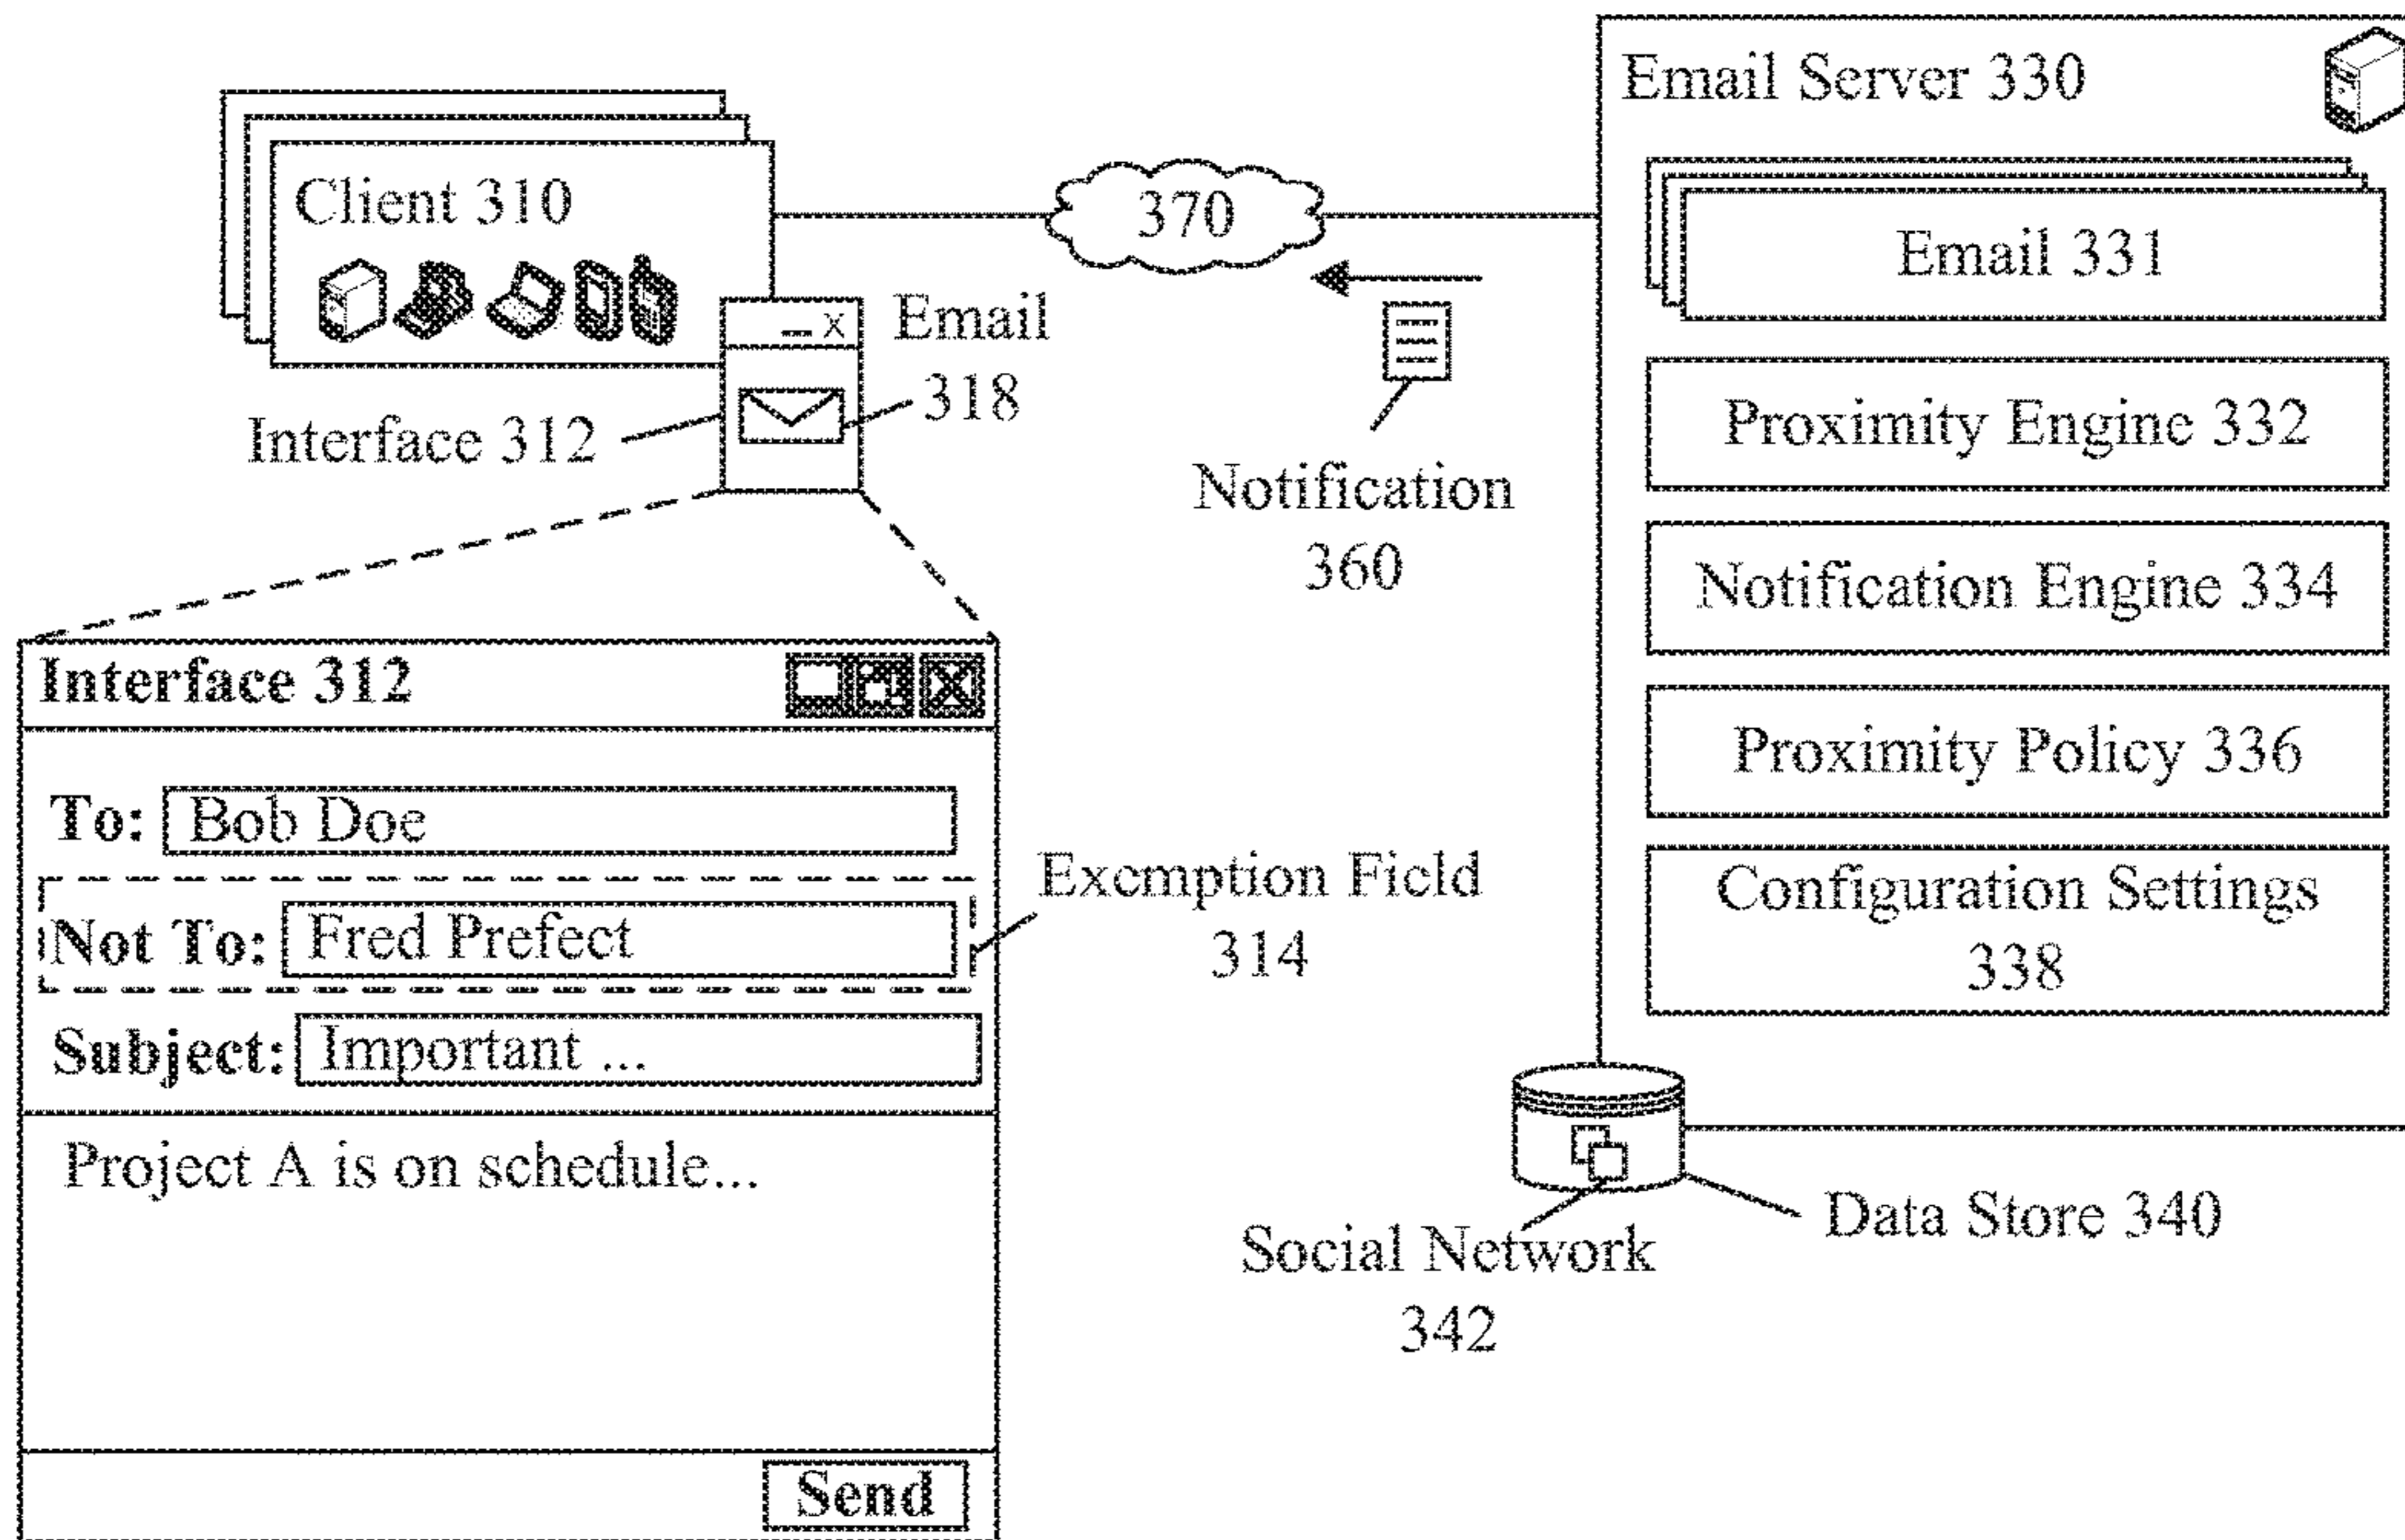 Email Server 330
Client 310
370
Email 331
Email
318
Interface 312
Proximity Engine 332
Notification
360
Notification Engine 334
Interface 312
Proximity Policy 336
To: Bob Doe
Exemption Field
314
Not To: Fred Prefect
Configuration Settings
338
Subject: Important ...
Project A is on schedule...
Data Store 340
Social Network
342
Send